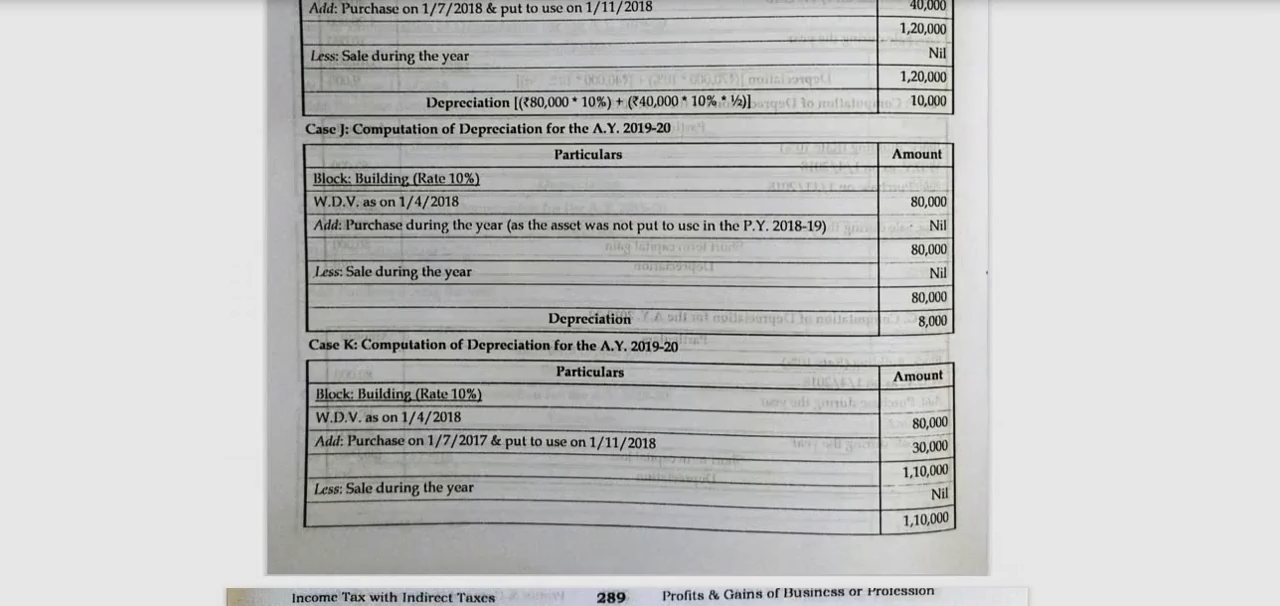 Add: Purchase on 1/7/2018 & put to use on 1/11/2018 40,000
1,20,000
Less: Sale during the year Nil
1,20,000
Depreciation [(₹80,000 * 10%) + (₹40,000 * 10% * ½)] 10,000
Case J: Computation of Depreciation for the A.Y. 2019-20
Particulars Amount
Block: Building (Rate 10%)
W.D.V. as on 1/4/2018 80,000
Add: Purchase during the year (as the asset was not put to use in the P.Y. 2018-19) Nil
80,000
Less: Sale during the year Nil
80,000
Depreciation 8,000
Case K: Computation of Depreciation for the A.Y. 2019-20
Particulars Amount
Block: Building (Rate 10%)
W.D.V. as on 1/4/2018 80,000
Add: Purchase on 1/7/2017 & put to use on 1/11/2018 30,000
1,10,000
Less: Sale during the year Nil
1,10,000
Income Tax with Indirect Taxes 289 Profits & Gains of Business or Profession